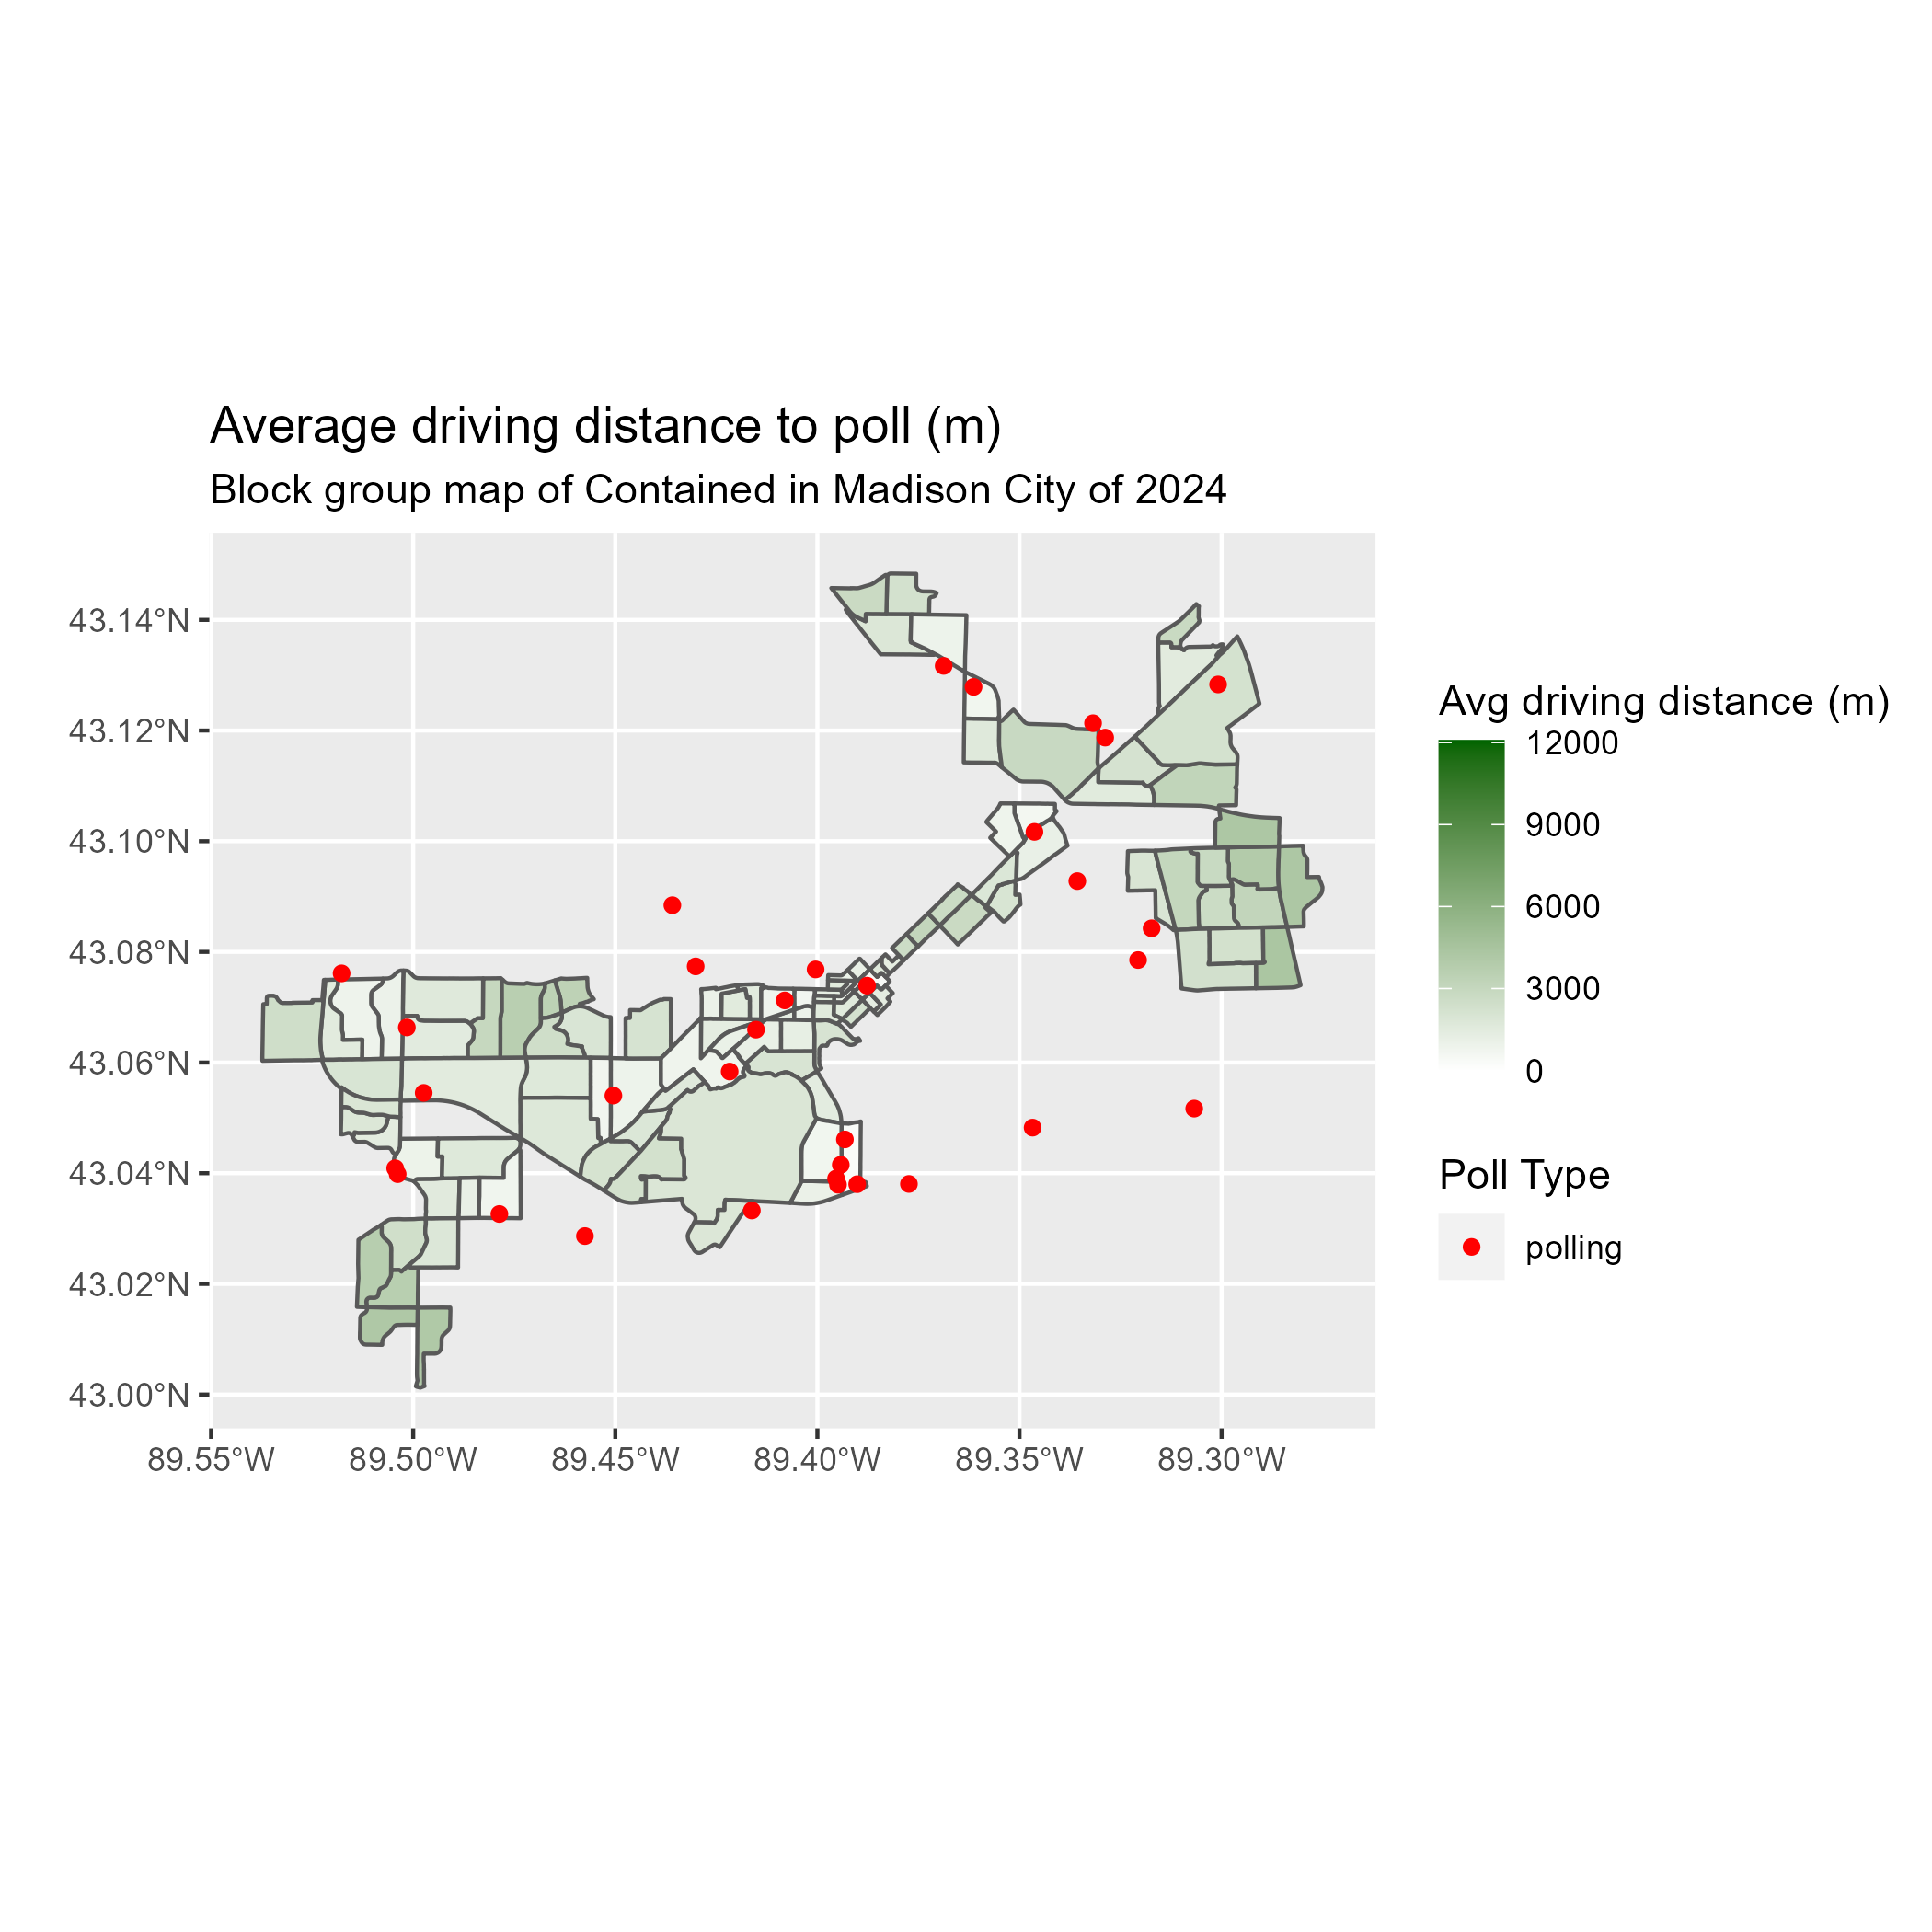 Average driving distance to poll (m)
Block group map of Contained in Madison City of 2024
43.14°N
43.12°N
43.10°N
43.08°N
43.06°N
43.04°N
43.02°N
43.00°N
89.55°W
89.50°W
89.45°W
89.40°W
89.35°W
89.30°W
Avg driving distance (m)
12000
9000
6000
3000
0
Poll Type
polling